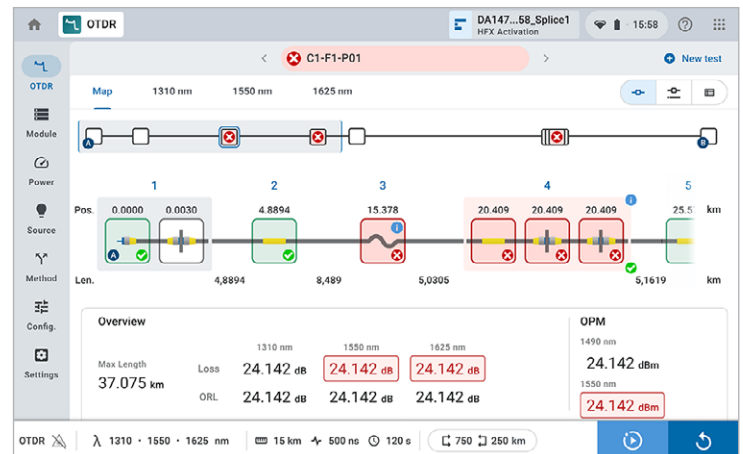 OTDR
DA147...58_Splice1
HFX Activation
15:58
C1-F1-P01
New test
OTDR
Module
Power
Source
Method
Config.
Settings
Map 1310 nm 1550 nm 1625 nm
A
B
1 2 3 4 5
Pos. 0.0000 0.0030 4.8894 15.378 20.409 20.409 20.409 25.5 km
A
Len. 4,8894 8,489 5,0305 5,1619 km
Overview
1310 nm 1550 nm 1625 nm
Max Length
37.075 km
Loss 24.142 dB 24.142 dB 24.142 dB
ORL 24.142 dB 24.142 dB 24.142 dB
OPM
1490 nm
24.142 dBm
1550 nm
24.142 dBm
OTDR λ 1310 · 1550 · 1625 nm 15 km 500 ns 120 s 750 250 km